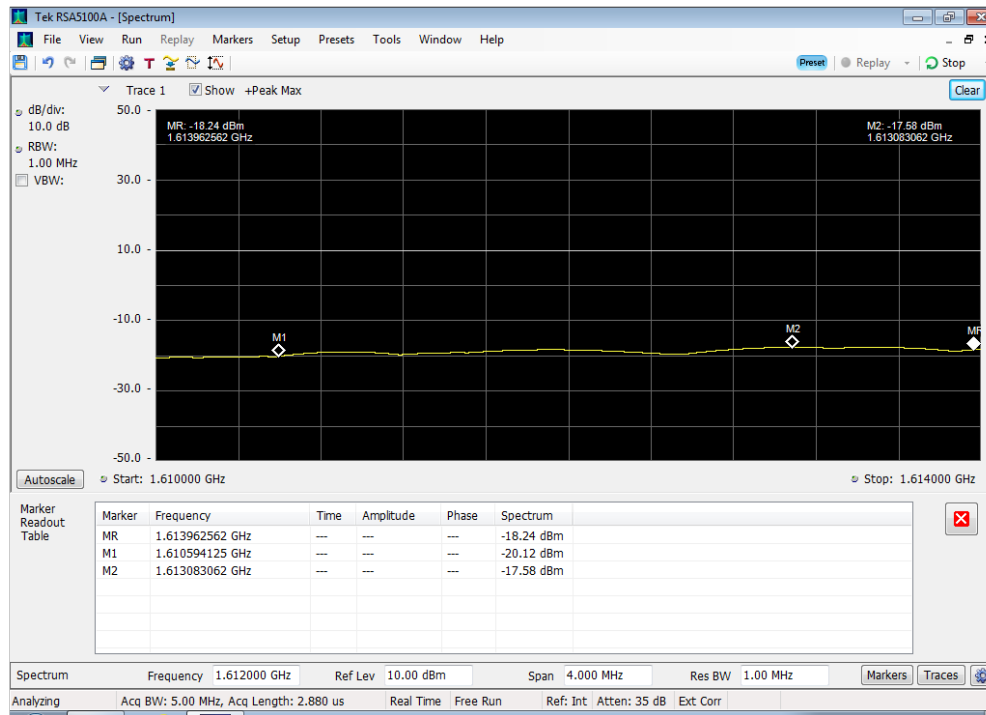 Tek RSA5100A - [Spectrum]
File View Run Replay Markers Setup Presets Tools Window Help
T Preset Replay Stop
Trace 1 Show +Peak Max Clear
dB/div:
10.0 dB
RBW:
1.00 MHz
VBW:
50.0
30.0
10.0
-10.0
-30.0
-50.0
MR: -18.24 dBm
1.613962562 GHz
M2: -17.58 dBm
1.613083062 GHz
M1
M2
MR
Autoscale Start: 1.610000 GHz Stop: 1.614000 GHz
Marker
Readout
Table
Marker Frequency Time Amplitude Phase Spectrum
MR 1.613962562 GHz --- --- --- -18.24 dBm
M1 1.610594125 GHz --- --- --- -20.12 dBm
M2 1.613083062 GHz --- --- --- -17.58 dBm
Spectrum Frequency 1.612000 GHz Ref Lev 10.00 dBm Span 4.000 MHz Res BW 1.00 MHz Markers Traces
Analyzing Acq BW: 5.00 MHz, Acq Length: 2.880 us Real Time Free Run Ref: Int Atten: 35 dB Ext Corr